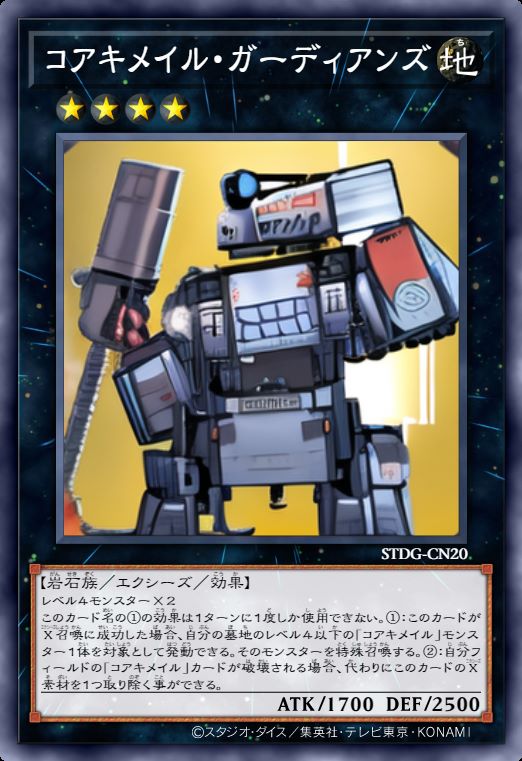 コアキメイル・ガーディアンズ 地
STDG-CN20
【岩石族/エクシーズ/効果】
レベル4モンスター×2
このカード名の①の効果は1ターンに1度しか使用できない。①:このカードが
X召喚に成功した場合、自分の墓地のレベル4以下の「コアキメイル」モンス
ター1体を対象として発動できる。そのモンスターを特殊召喚する。②:自分フ
ィールドの「コアキメイル」カードが破壊される場合、代わりにこのカードのX
素材を1つ取り除く事ができる。
ATK/1700 DEF/2500
©スタジオ・ダイス/集英社・テレビ東京・KONAMI